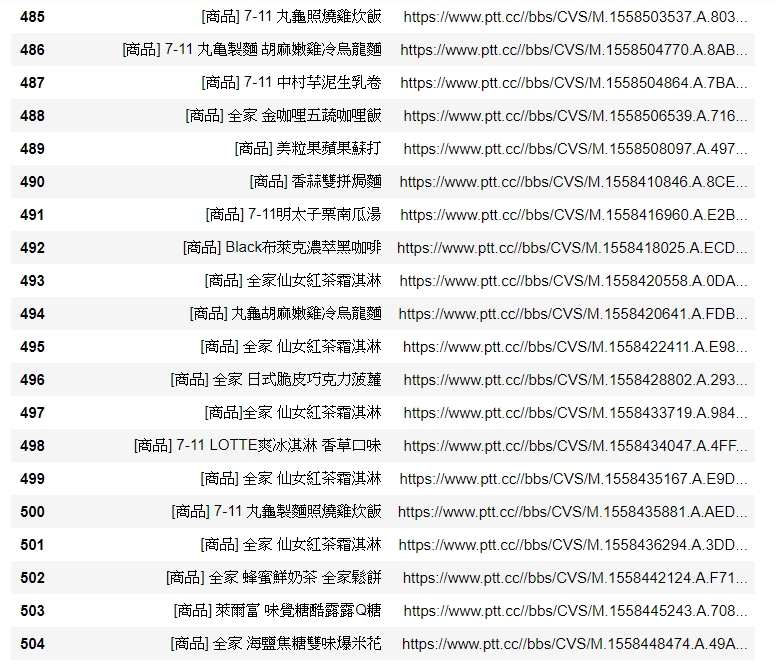 485 [商品] 7-11 丸亀照燒雞炊飯 https://www.ptt.cc//bbs/CVS/M.1558503537.A.803...
486 [商品] 7-11 丸亀製麵 胡麻嫩雞冷烏龍麵 https://www.ptt.cc//bbs/CVS/M.1558504770.A.8AB...
487 [商品] 7-11 中村芋泥生乳卷 https://www.ptt.cc//bbs/CVS/M.1558504864.A.7BA...
488 [商品] 全家 金咖哩五蔬咖哩飯 https://www.ptt.cc//bbs/CVS/M.1558506539.A.716...
489 [商品] 美粒果蘋果蘇打 https://www.ptt.cc//bbs/CVS/M.1558508097.A.497...
490 [商品] 香蒜雙拼焗麵 https://www.ptt.cc//bbs/CVS/M.1558410846.A.8CE...
491 [商品] 7-11明太子栗南瓜湯 https://www.ptt.cc//bbs/CVS/M.1558416960.A.E2B...
492 [商品] Black布萊克濃萃黑咖啡 https://www.ptt.cc//bbs/CVS/M.1558418025.A.ECD...
493 [商品] 全家仙女紅茶霜淇淋 https://www.ptt.cc//bbs/CVS/M.1558420558.A.0DA...
494 [商品] 丸龜胡麻嫩雞冷烏龍麵 https://www.ptt.cc//bbs/CVS/M.1558420641.A.FDB...
495 [商品] 全家 仙女紅茶霜淇淋 https://www.ptt.cc//bbs/CVS/M.1558422411.A.E98...
496 [商品] 全家 日式脆皮巧克力菠蘿 https://www.ptt.cc//bbs/CVS/M.1558428802.A.293...
497 [商品]全家 仙女紅茶霜淇淋 https://www.ptt.cc//bbs/CVS/M.1558433719.A.984...
498 [商品] 7-11 LOTTE爽冰淇淋 香草口味 https://www.ptt.cc//bbs/CVS/M.1558434047.A.4FF...
499 [商品] 全家 仙女紅茶霜淇淋 https://www.ptt.cc//bbs/CVS/M.1558435167.A.E9D...
500 [商品] 7-11 丸龜製麵照燒雞炊飯 https://www.ptt.cc//bbs/CVS/M.1558435881.A.AED...
501 [商品] 全家 仙女紅茶霜淇淋 https://www.ptt.cc//bbs/CVS/M.1558436294.A.3DD...
502 [商品] 全家 蜂蜜鮮奶茶 全家鬆餅 https://www.ptt.cc//bbs/CVS/M.1558442124.A.F71...
503 [商品] 萊爾富 味覺糖酷露露Q糖 https://www.ptt.cc//bbs/CVS/M.1558445243.A.708...
504 [商品] 全家 海鹽焦糖雙味爆米花 https://www.ptt.cc//bbs/CVS/M.1558448474.A.49A...